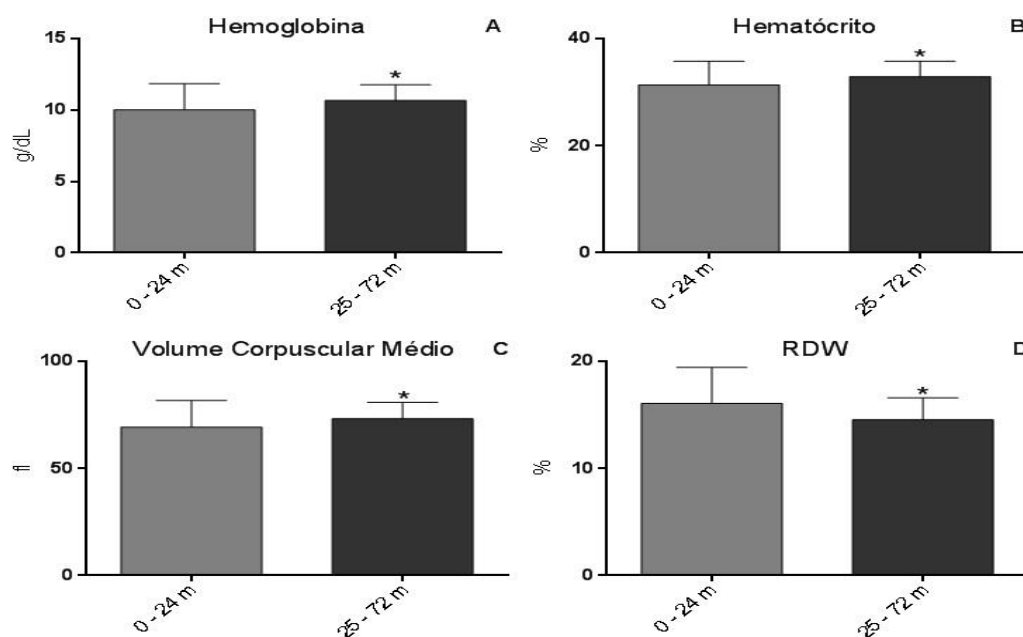 Hemoglobina A
15
10
5
0
g/dL
*
0 - 24 m
25 - 72 m
Hematócrito B
40
20
0
%
*
0 - 24 m
25 - 72 m
Volume Corpuscular Médio C
100
50
0
fl
*
0 - 24 m
25 - 72 m
RDW D
20
10
0
%
*
0 - 24 m
25 - 72 m